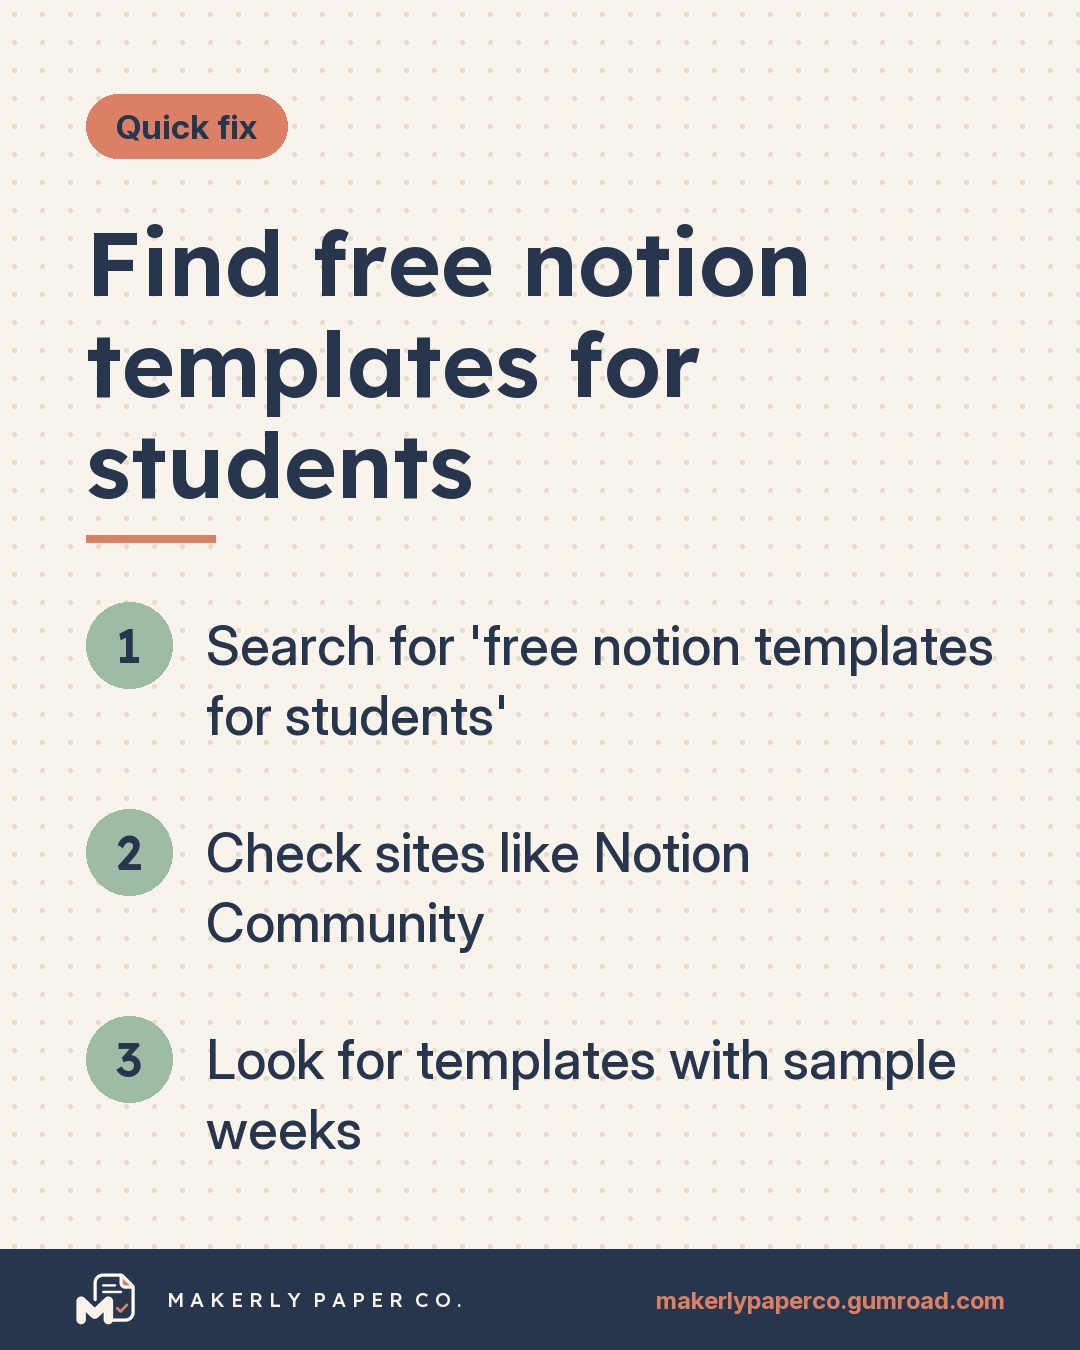 Quick fix
Find free notion
templates for
students
1 Search for 'free notion templates
for students'
2 Check sites like Notion
Community
3 Look for templates with sample
weeks
MAKERLY PAPER CO.
makerlypaperco.gumroad.com